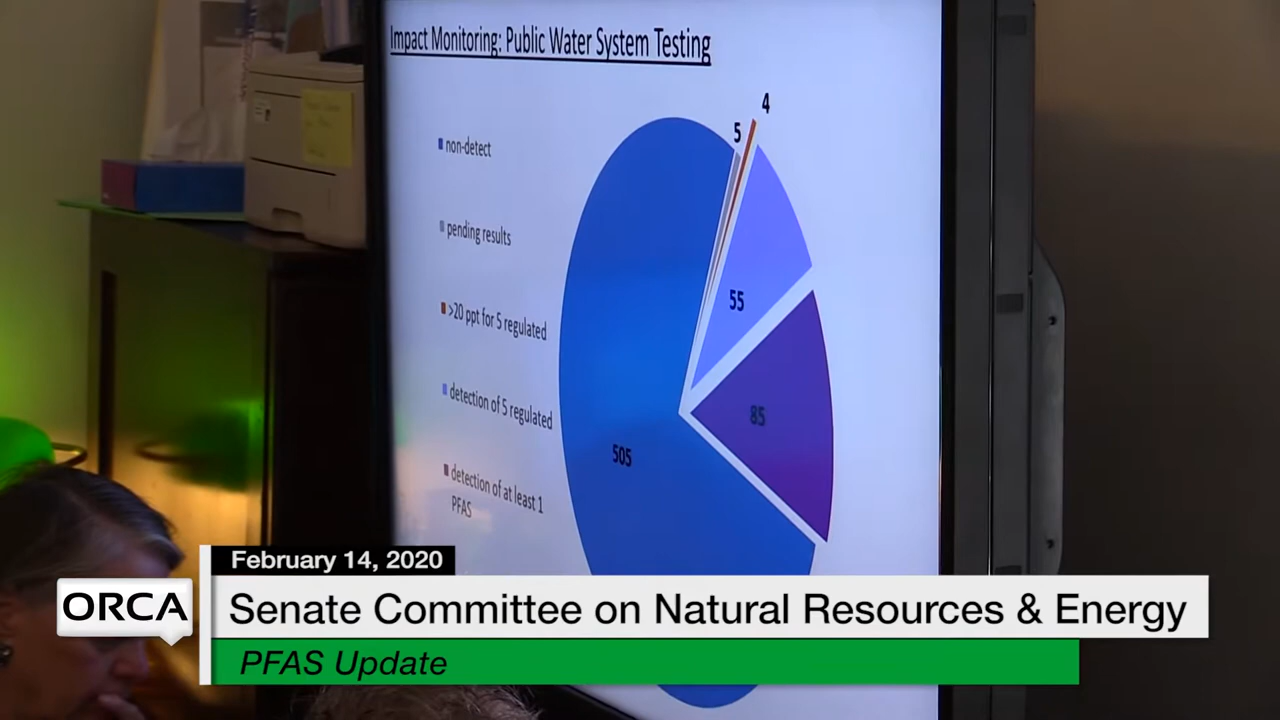 Impact Monitoring: Public Water System Testing
4
5
non-detect
pending results
55
>20 ppt for 5 regulated
detection of 5 regulated
85
505
detection of at least 1
PFAS
February 14, 2020
ORCA
Senate Committee on Natural Resources & Energy
PFAS Update